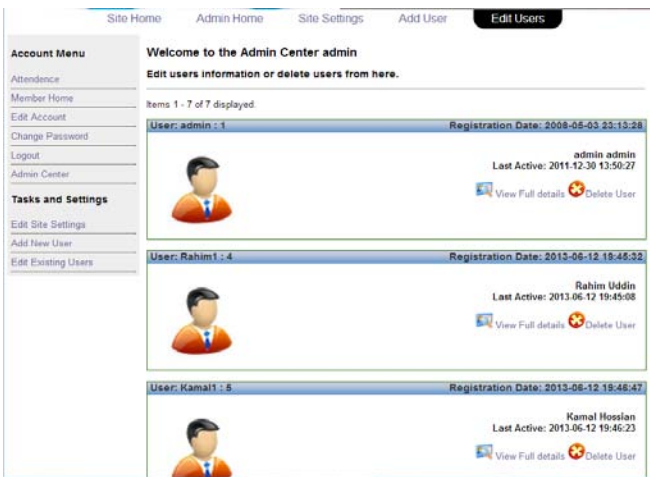 Site Home Admin Home Site Settings Add User Edit Users
Account Menu
Attendence
Member Home
Edit Account
Change Password
Logout
Admin Center
Tasks and Settings
Edit Site Settings
Add New User
Edit Existing Users
Welcome to the Admin Center admin
Edit users information or delete users from here.
Items 1 - 7 of 7 displayed.
User: admin : 1 Registration Date: 2008-05-03 23:13:28
admin admin
Last Active: 2011-12-30 13:50:27
View Full details Delete User
User: Rahim1 : 4 Registration Date: 2013-06-12 19:45:32
Rahim Uddin
Last Active: 2013-06-12 19:45:08
View Full details Delete User
User: Kamal1 : 5 Registration Date: 2013-06-12 19:46:47
Kamal Hossian
Last Active: 2013-06-12 19:46:23
View Full details Delete User